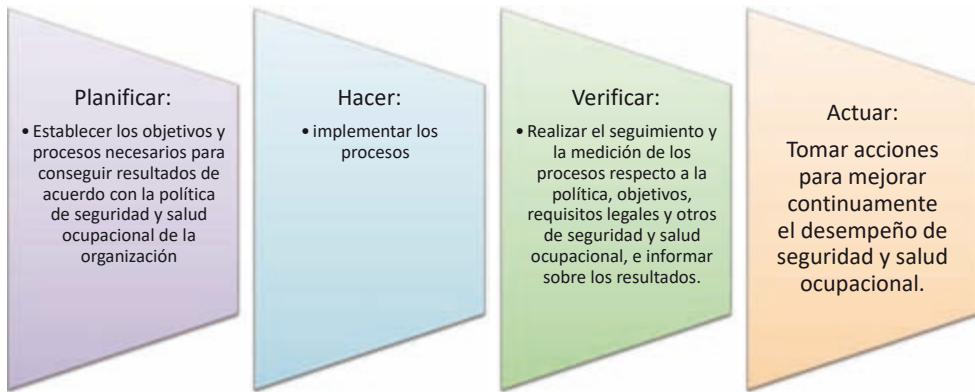 Planificar:
• Establecer los objetivos y
procesos necesarios para
conseguir resultados de
acuerdo con la política
de seguridad y salud
ocupacional de la
organización
Hacer:
• implementar los
procesos
Verificar:
• Realizar el seguimiento y
la medición de los
procesos respecto a la
política, objetivos,
requisitos legales y otros
de seguridad y salud
ocupacional, e informar
sobre los resultados.
Actuar:
Tomar acciones
para mejorar
continuamente
el desempeño de
seguridad y salud
ocupacional.